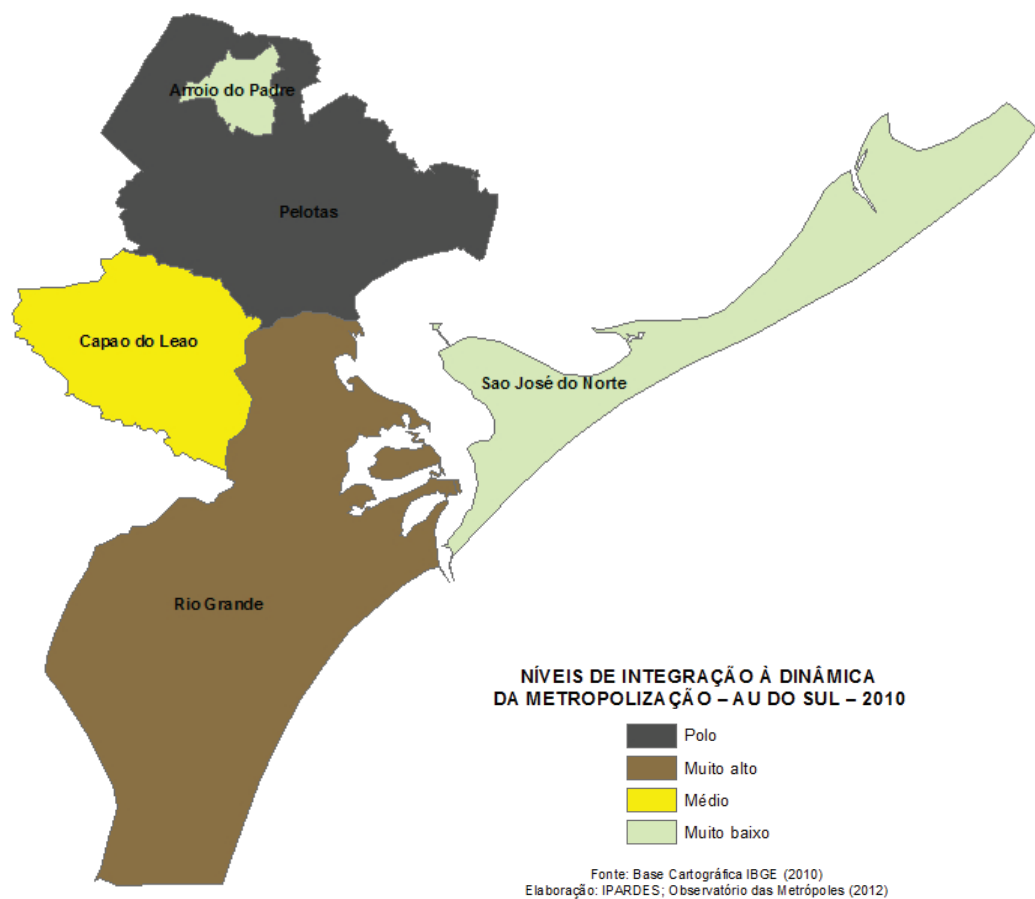 Arroio do Padre
Pelotas
Capao do Leao
Sao José do Norte
Rio Grande
NÍVEIS DE INTEGRAÇÃO À DINÂMICA
DA METROPOLIZAÇÃO – AU DO SUL – 2010
Polo
Muito alto
Médio
Muito baixo
Fonte: Base Cartográfica IBGE (2010)
Elaboração: IPARDES; Observatório das Metrópoles (2012)